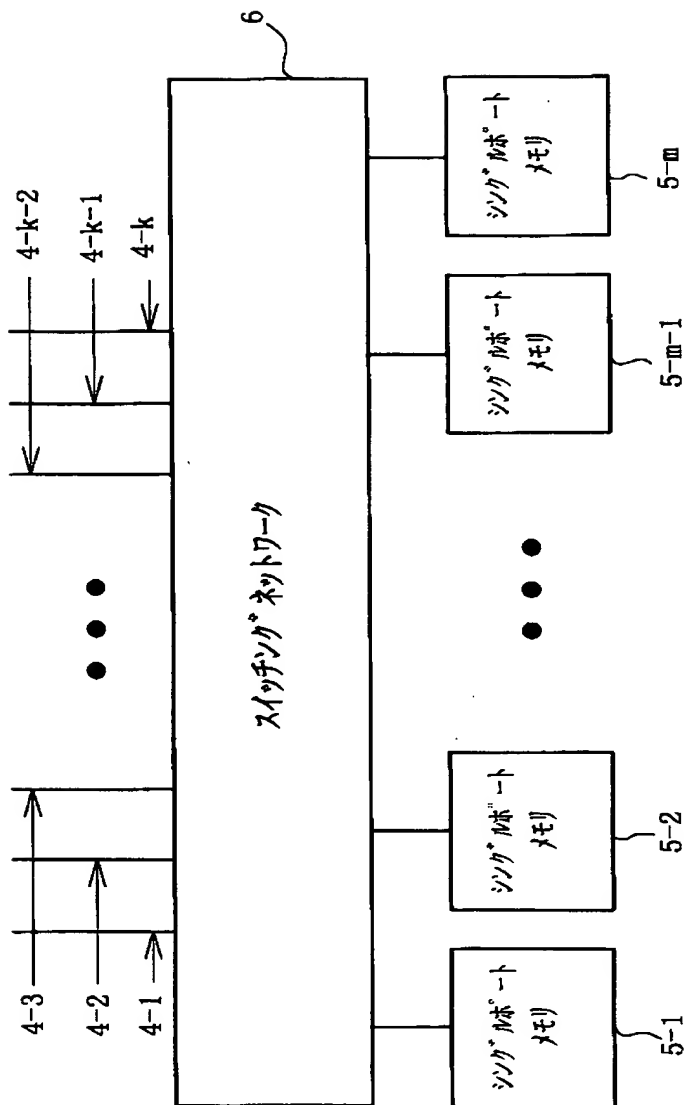 4-3
4-2
4-1
4-k-2
4-k-1
4-k
6
スイッチング゛ネットワーク
シング゛ルポ゜ート
メモリ
シング゛ルポ゜ート
メモリ
シング゛ルポ゜ート
メモリ
シング゛ルポ゜ート
メモリ
5-1
5-2
5-m-1
5-m